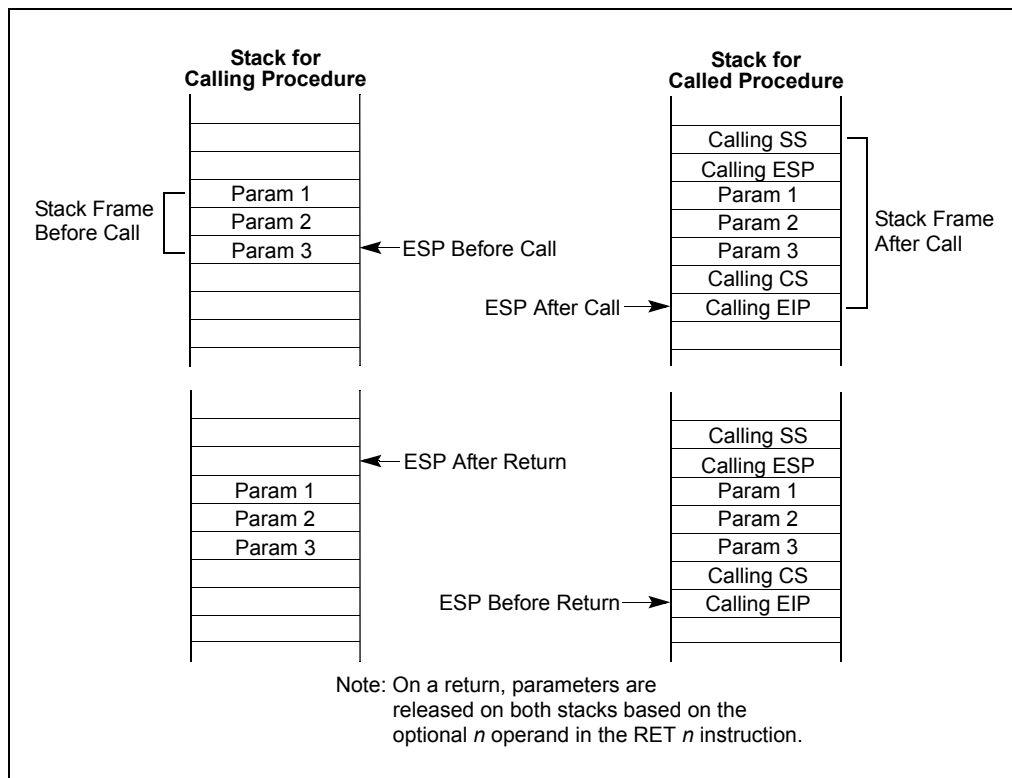 Stack for
Calling Procedure
Stack for
Called Procedure
Stack Frame
Before Call
Param 1
Param 2
Param 3
ESP Before Call
ESP After Call
Calling SS
Calling ESP
Param 1
Param 2
Param 3
Calling CS
Calling EIP
Stack Frame
After Call
ESP After Return
Param 1
Param 2
Param 3
ESP Before Return
Calling SS
Calling ESP
Param 1
Param 2
Param 3
Calling CS
Calling EIP
Note: On a return, parameters are
released on both stacks based on the
optional n operand in the RET n instruction.